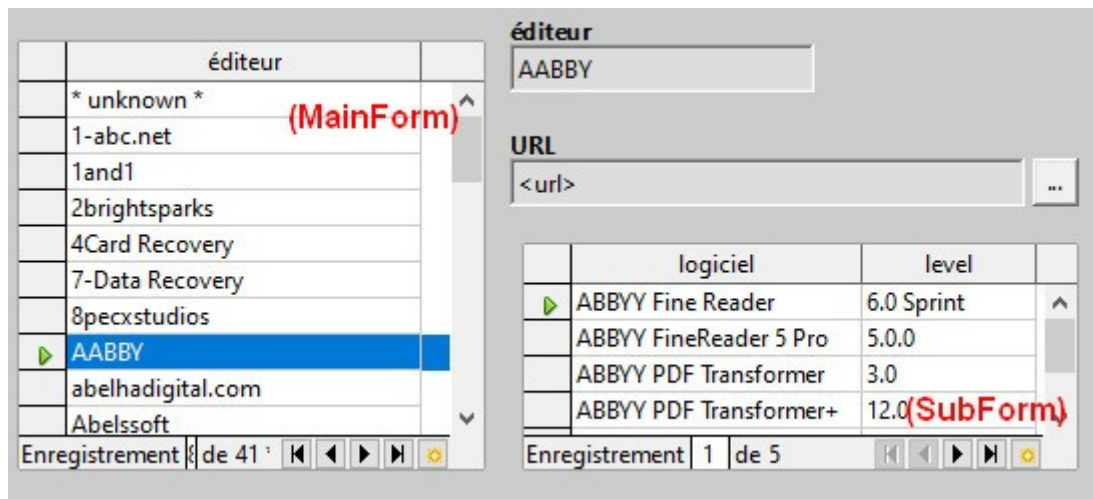 éditeur
* unknown *
(MainForm)
1-abc.net
1and1
2brightsparks
4Card Recovery
7-Data Recovery
8pecxstudios
AABBY
abelhadigital.com
Abelssoft
Enregistrement 8 de 41
éditeur
AABBY
URL
<url>
...
logiciel level
ABBYY Fine Reader 6.0 Sprint
ABBYY FineReader 5 Pro 5.0.0
ABBYY PDF Transformer 3.0
ABBYY PDF Transformer+ 12.0
(SubForm)
Enregistrement 1 de 5